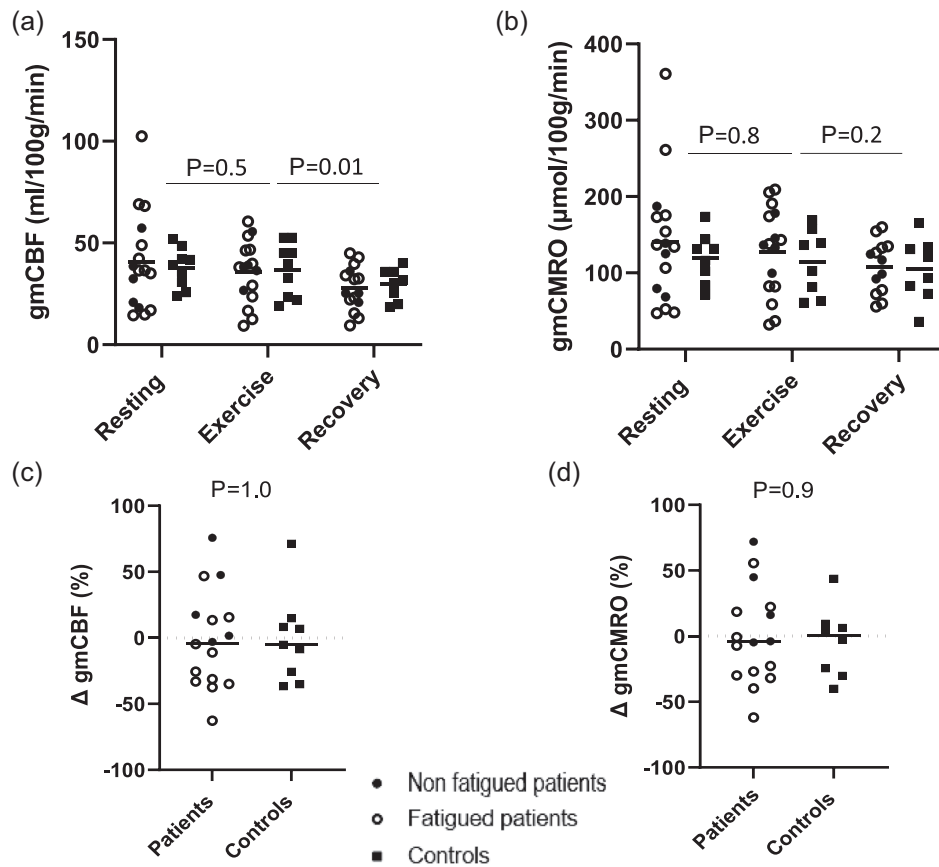 (a)
150
100
50
0
gmCBF (ml/100g/min)
P=0.5
P=0.01
Resting
Exercise
Recovery
(b)
400
300
200
100
0
gmCMRO (µmol/100g/min)
P=0.8
P=0.2
Resting
Exercise
Recovery
(c)
P=1.0
100
50
0
-50
-100
Δ gmCBF (%)
Patients
Controls
Non fatigued patients
Fatigued patients
Controls
(d)
P=0.9
100
50
0
-50
-100
Δ gmCMRO (%)
Patients
Controls